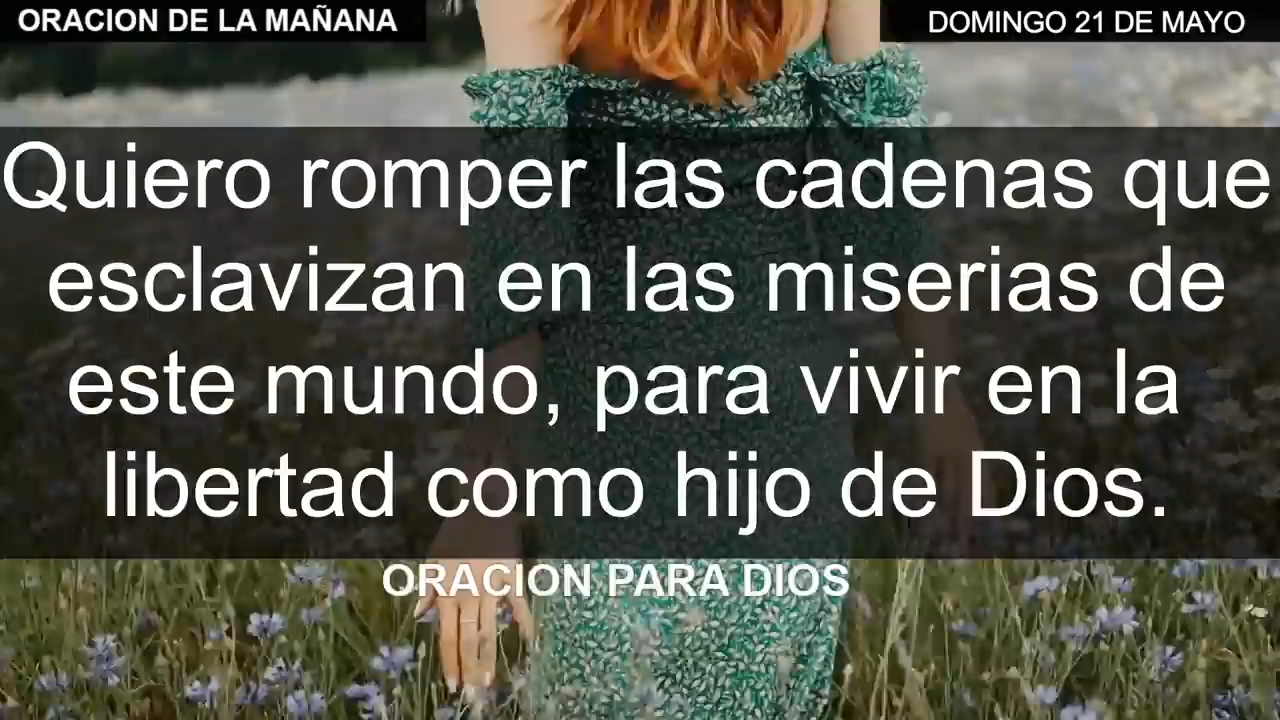 ORACION DE LA MAÑANA
DOMINGO 21 DE MAYO
Quiero romper las cadenas que
esclavizan en las miserias de
este mundo, para vivir en la
libertad como hijo de Dios.
ORACION PARA DIOS